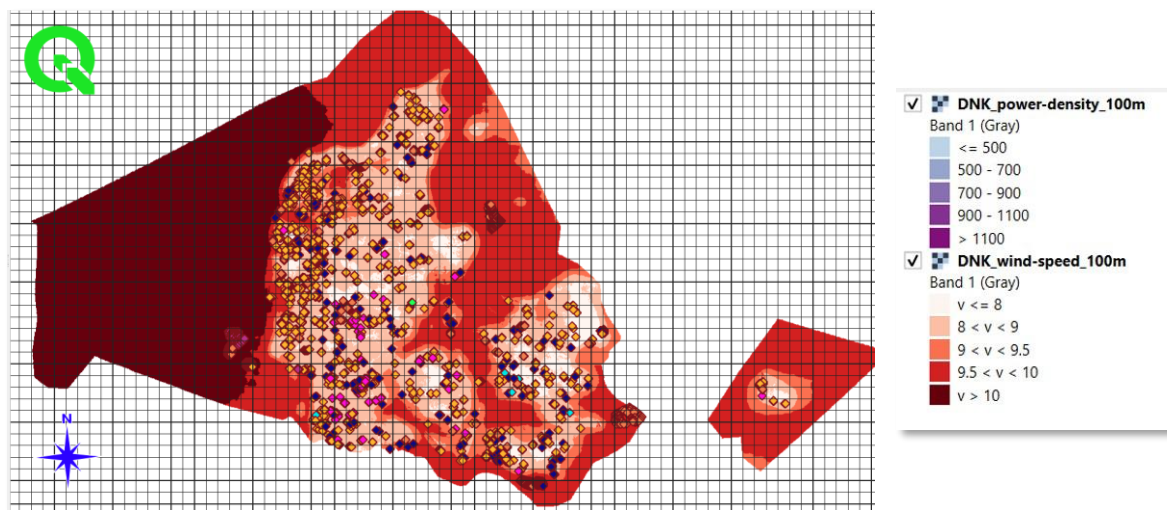 N
DNK_power-density_100m
Band 1 (Gray)
<= 500
500 - 700
700 - 900
900 - 1100
> 1100
DNK_wind-speed_100m
Band 1 (Gray)
v <= 8
8 < v < 9
9 < v < 9.5
9.5 < v < 10
v > 10